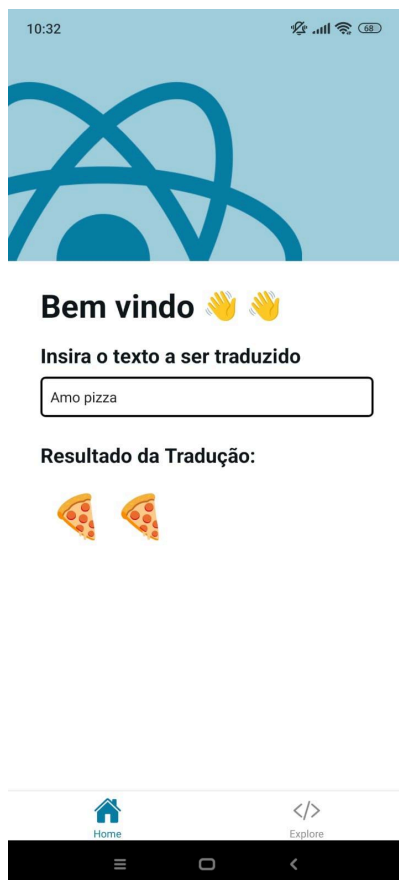 10:32
68
Bem vindo 👋 👋
Insira o texto a ser traduzido
Amo pizza
Resultado da Tradução:
🍕 🍕
Home
</>
Explore